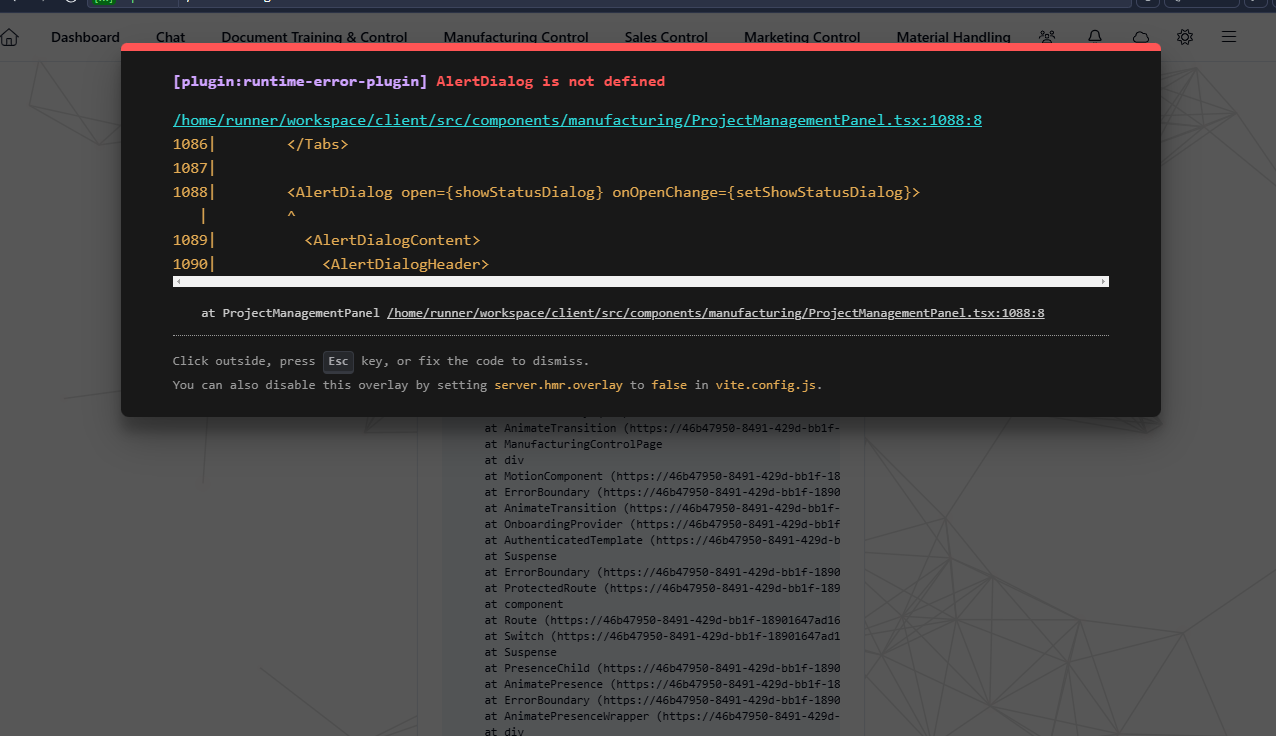 Dashboard Chat Document Training & Control Manufacturing Control Sales Control Marketing Control Material Handling
[plugin:runtime-error-plugin] AlertDialog is not defined
/home/runner/workspace/client/src/components/manufacturing/ProjectManagementPanel.tsx:1088:8
1086|        </Tabs>
1087|
1088|        <AlertDialog open={showStatusDialog} onOpenChange={setShowStatusDialog}>
|         ^
1089|          <AlertDialogContent>
1090|            <AlertDialogHeader>
at ProjectManagementPanel /home/runner/workspace/client/src/components/manufacturing/ProjectManagementPanel.tsx:1088:8
Click outside, press Esc key, or fix the code to dismiss.
You can also disable this overlay by setting server.hmr.overlay to false in vite.config.js.
at AnimateTransition (https://46b47950-8491-429d-bb1f-
at ManufacturingControlPage
at div
at MotionComponent (https://46b47950-8491-429d-bb1f-18
at ErrorBoundary (https://46b47950-8491-429d-bb1f-1890
at AnimateTransition (https://46b47950-8491-429d-bb1f-
at OnboardingProvider (https://46b47950-8491-429d-bb1f
at AuthenticatedTemplate (https://46b47950-8491-429d-b
at Suspense
at ErrorBoundary (https://46b47950-8491-429d-bb1f-1890
at ProtectedRoute (https://46b47950-8491-429d-bb1f-189
at component
at Route (https://46b47950-8491-429d-bb1f-18901647ad16
at Switch (https://46b47950-8491-429d-bb1f-18901647ad1
at Suspense
at PresenceChild (https://46b47950-8491-429d-bb1f-1890
at AnimatePresence (https://46b47950-8491-429d-bb1f-18
at ErrorBoundary (https://46b47950-8491-429d-bb1f-1890
at AnimatePresenceWrapper (https://46b47950-8491-429d-
at div